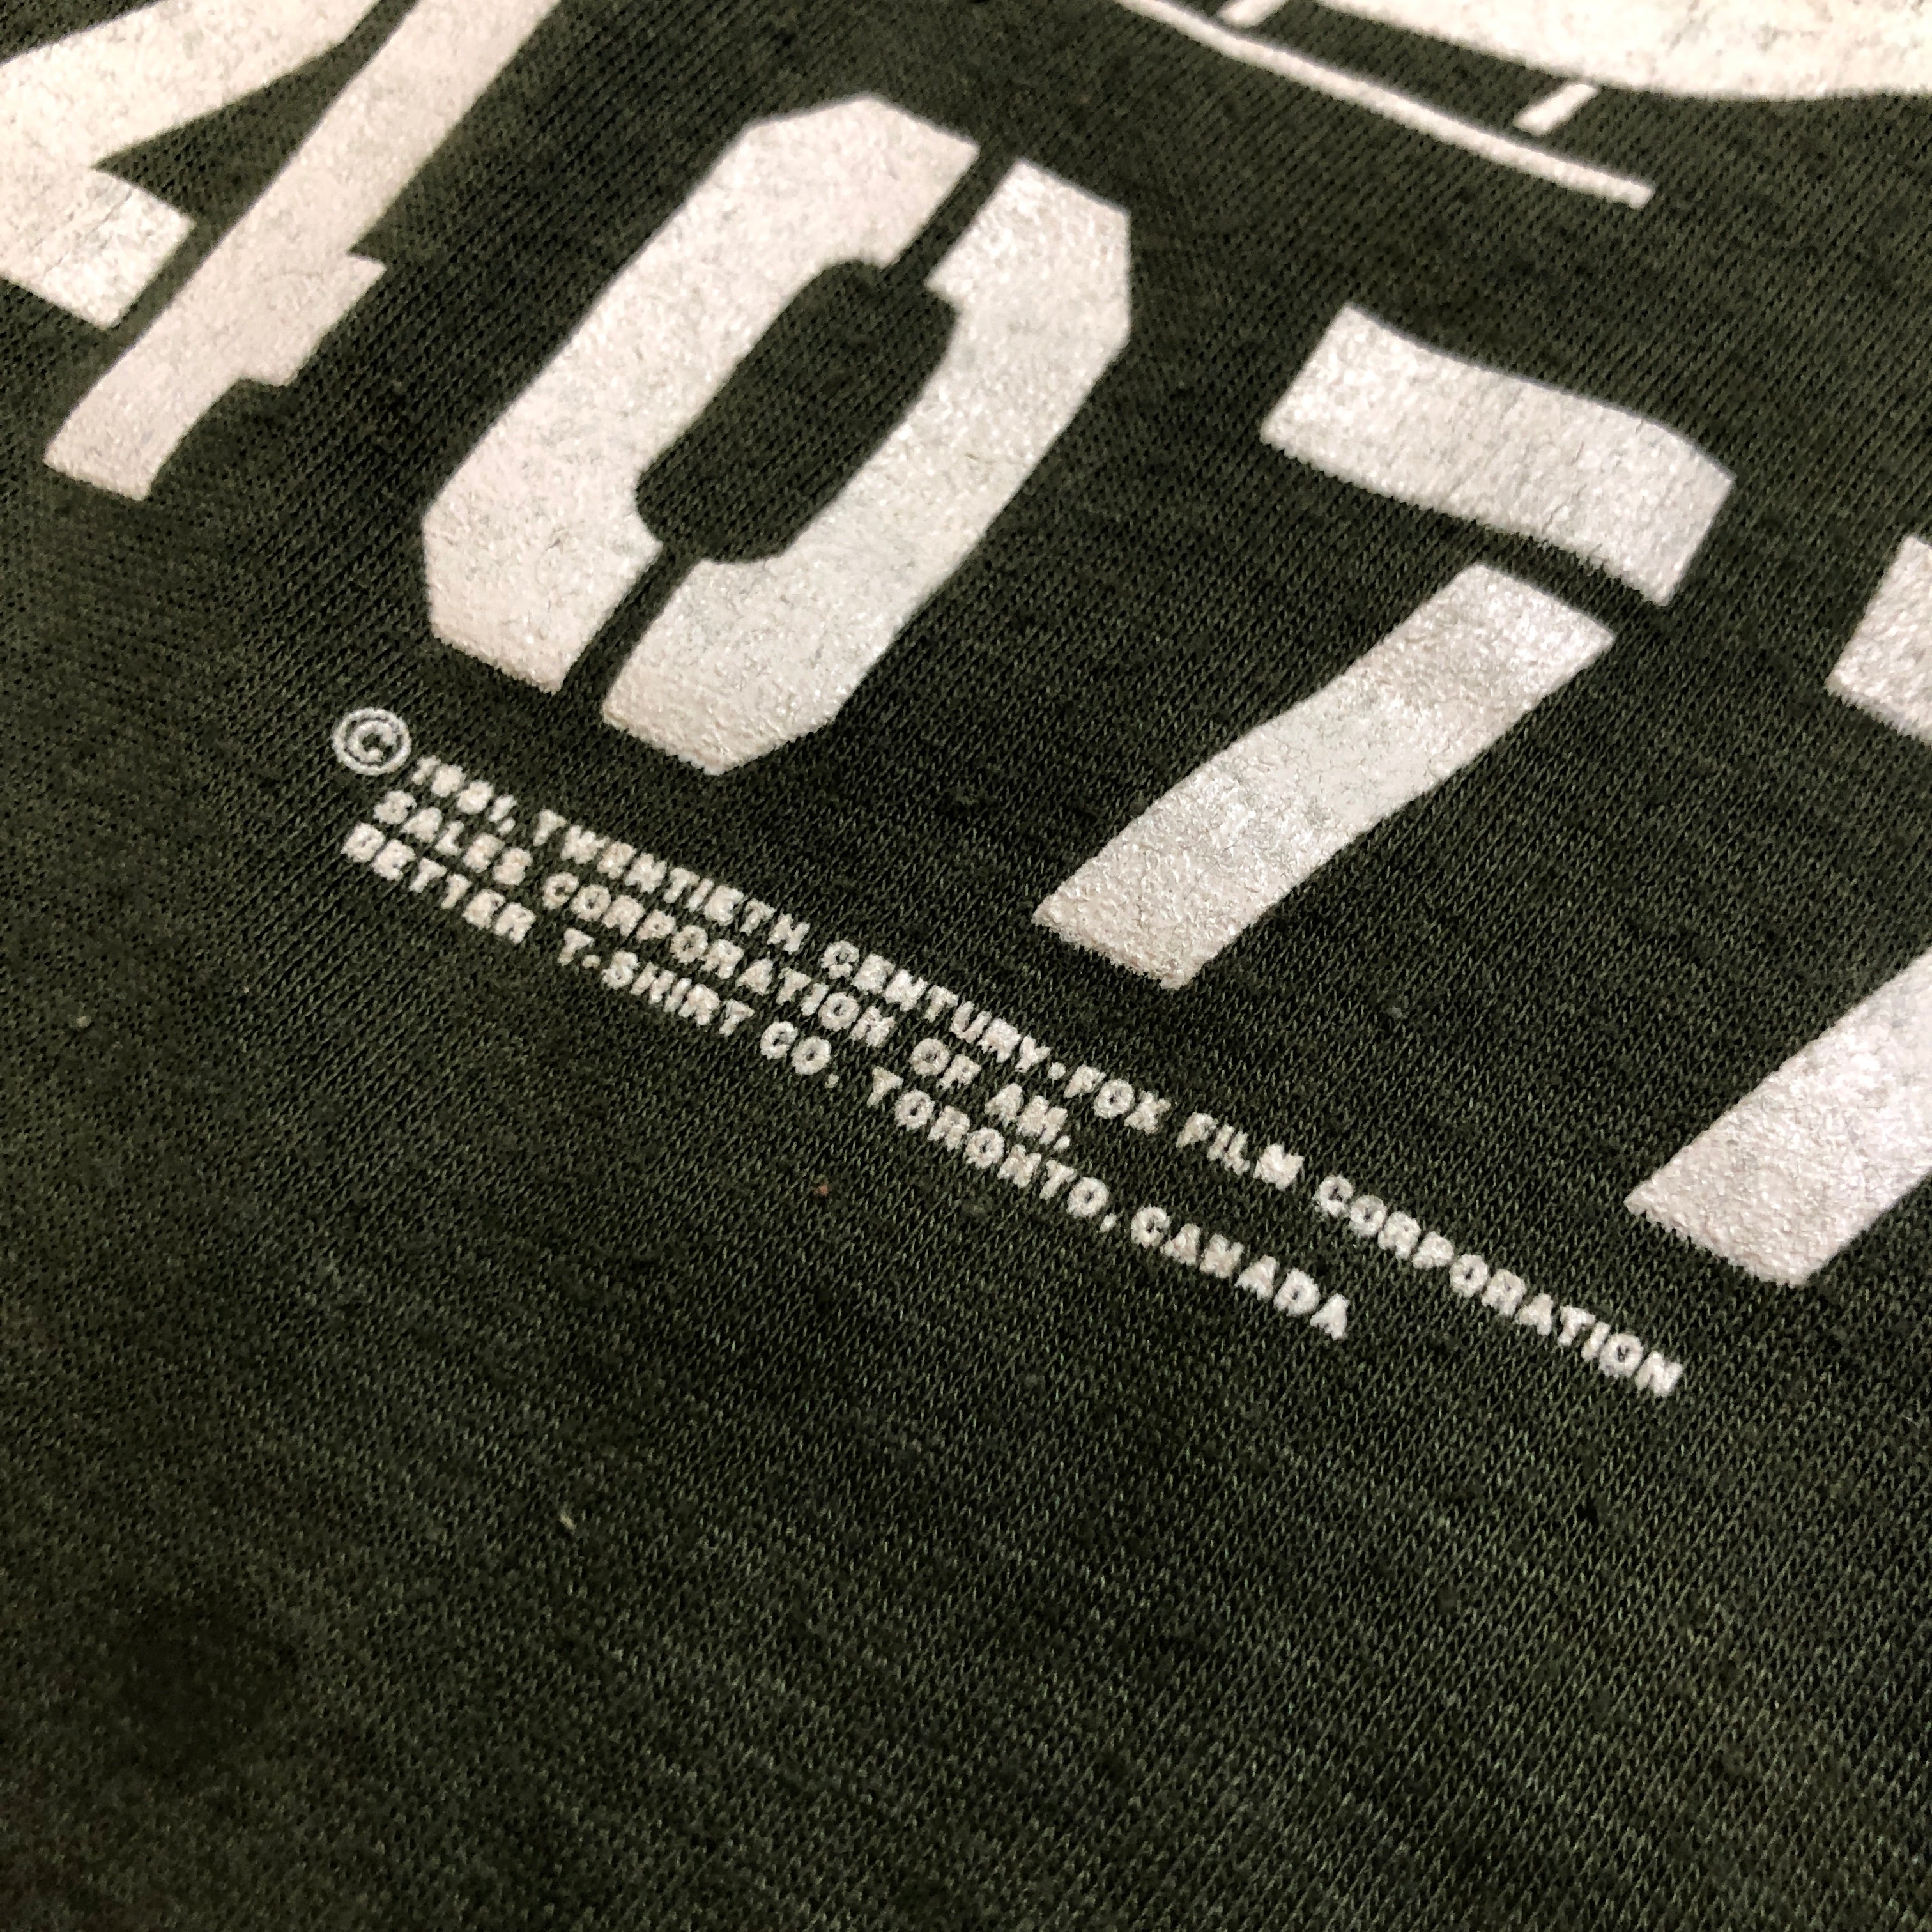 4077
© 1981, TWENTIETH CENTURY-FOX FILM CORPORATION
SALES CORPORATION OF AM,
BETTER T-SHIRT CO. TORONTO, CANADA